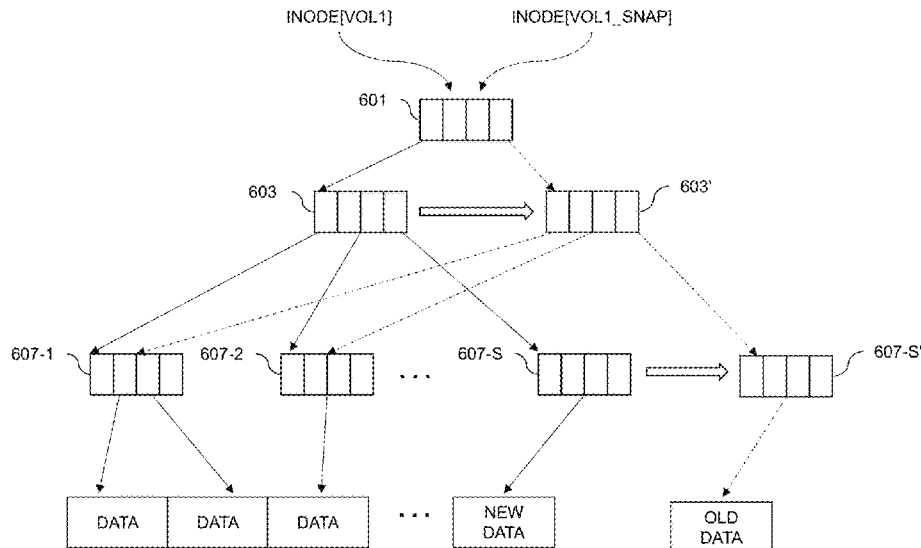 INODE[VOL1]
INODE[VOL1_SNAP]
601
603
603'
607-1
607-2
. . .
607-S
607-S'
DATA
DATA
DATA
. . .
NEW
DATA
OLD
DATA